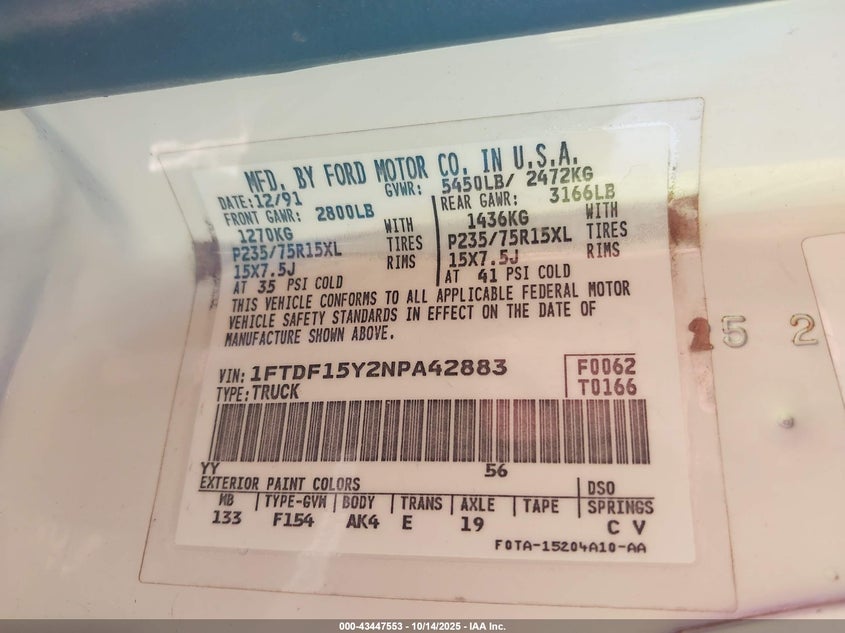 MFD. BY FORD MOTOR CO. IN U.S.A.
DATE: 12/91 GVWR: 5450LB/ 2472KG
FRONT GAWR: 2800LB REAR GAWR: 3166LB
1270KG WITH 1436KG WITH
P235/75R15XL TIRES P235/75R15XL TIRES
15X7.5J RIMS 15X7.5J RIMS
AT 35 PSI COLD AT 41 PSI COLD
THIS VEHICLE CONFORMS TO ALL APPLICABLE FEDERAL MOTOR
VEHICLE SAFETY STANDARDS IN EFFECT ON THE DATE OF
MANUFACTURE SHOWN ABOVE.
VIN: 1FTDF15Y2NPA42883 F0062
TYPE: TRUCK T0166
YY 56
EXTERIOR PAINT COLORS DSO
WB TYPE-GVW BODY TRANS AXLE TAPE SPRINGS
133 F154 AK4 E 19 C V
F0TA-15204A10-AA
5 2
000-43447553 - 10/14/2025 - IAA Inc.